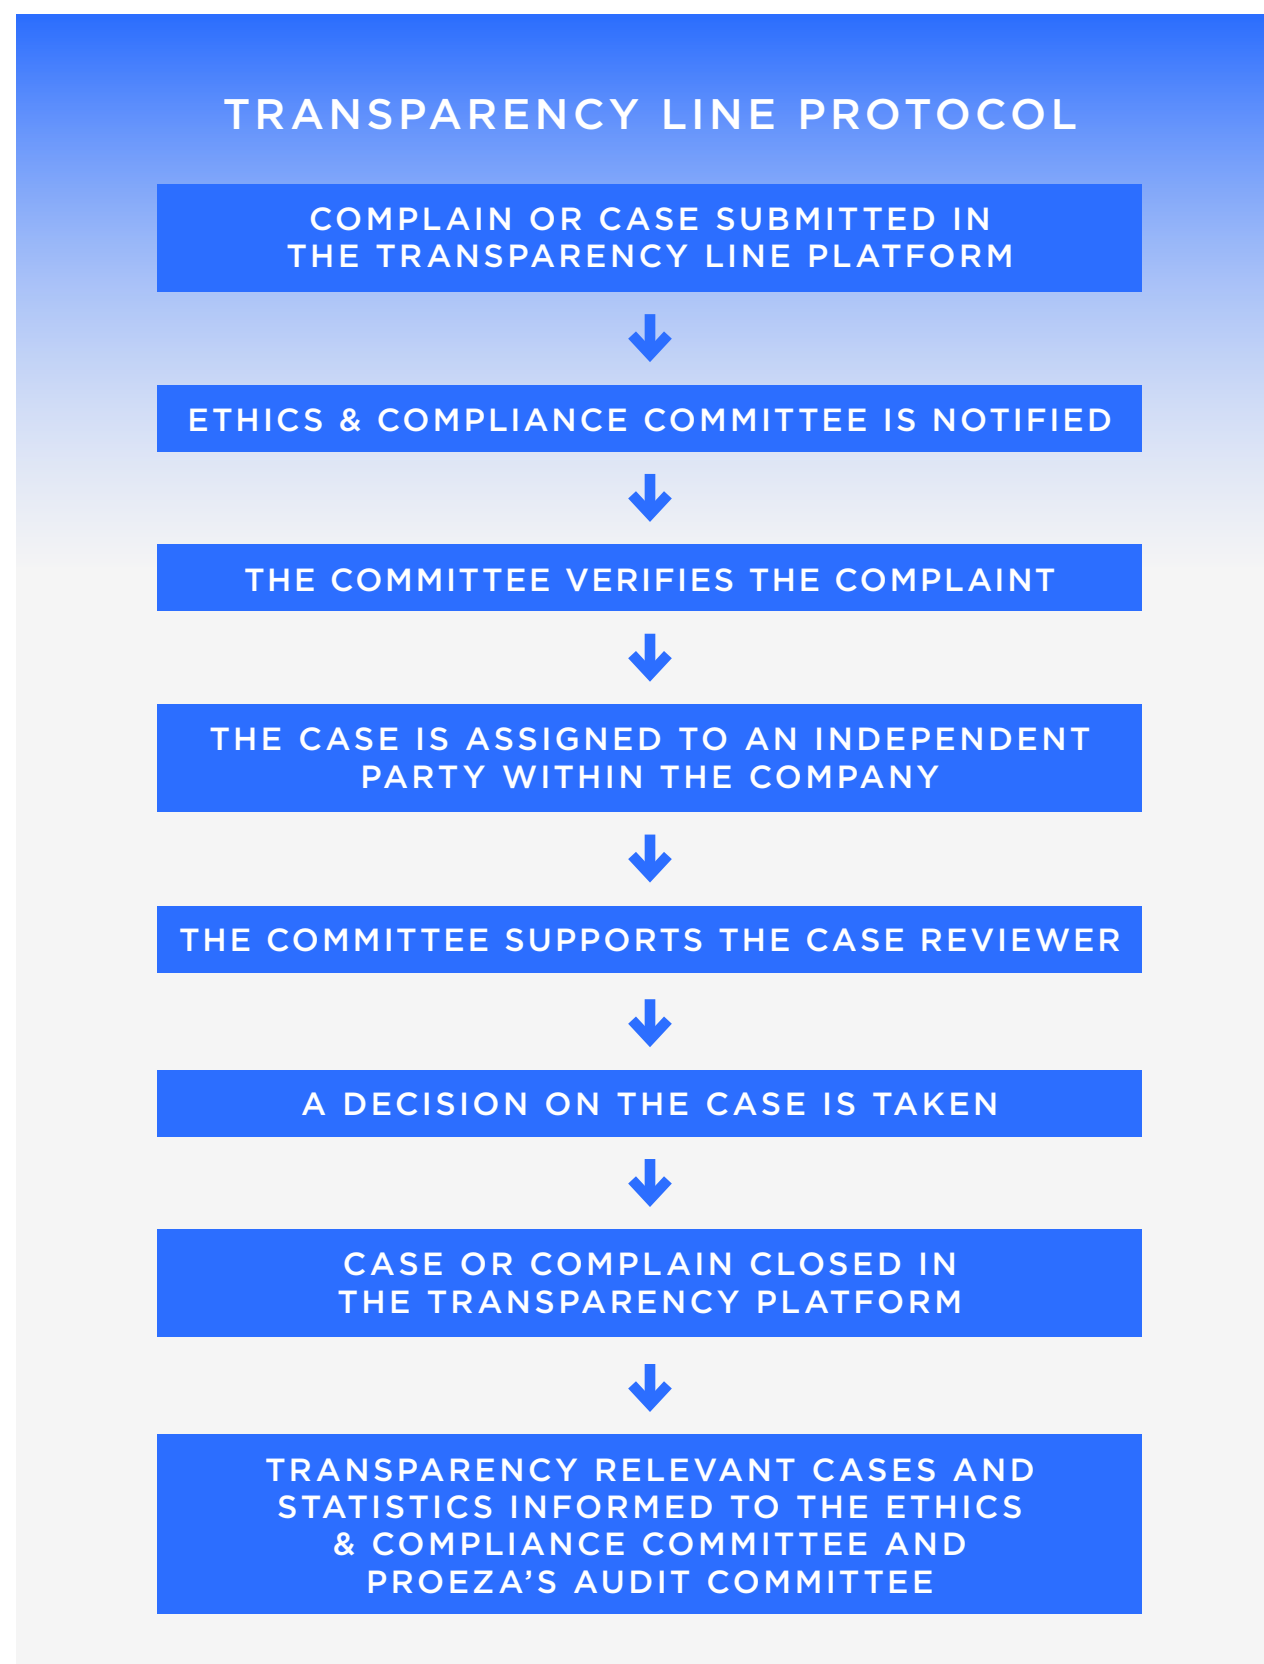 TRANSPARENCY LINE PROTOCOL
COMPLAIN OR CASE SUBMITTED IN
THE TRANSPARENCY LINE PLATFORM
ETHICS & COMPLIANCE COMMITTEE IS NOTIFIED
THE COMMITTEE VERIFIES THE COMPLAINT
THE CASE IS ASSIGNED TO AN INDEPENDENT
PARTY WITHIN THE COMPANY
THE COMMITTEE SUPPORTS THE CASE REVIEWER
A DECISION ON THE CASE IS TAKEN
CASE OR COMPLAIN CLOSED IN
THE TRANSPARENCY PLATFORM
TRANSPARENCY RELEVANT CASES AND
STATISTICS INFORMED TO THE ETHICS
& COMPLIANCE COMMITTEE AND
PROEZA’S AUDIT COMMITTEE